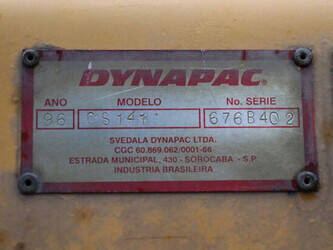 DYNAPAC®
ANO MODELO No. SÉRIE
96 CS141 676B402
SVEDALA DYNAPAC LTDA.
CGC 60.869.062/0001-66
ESTRADA MUNICIPAL, 430 - SOROCABA - S.P.
INDUSTRIA BRASILEIRA